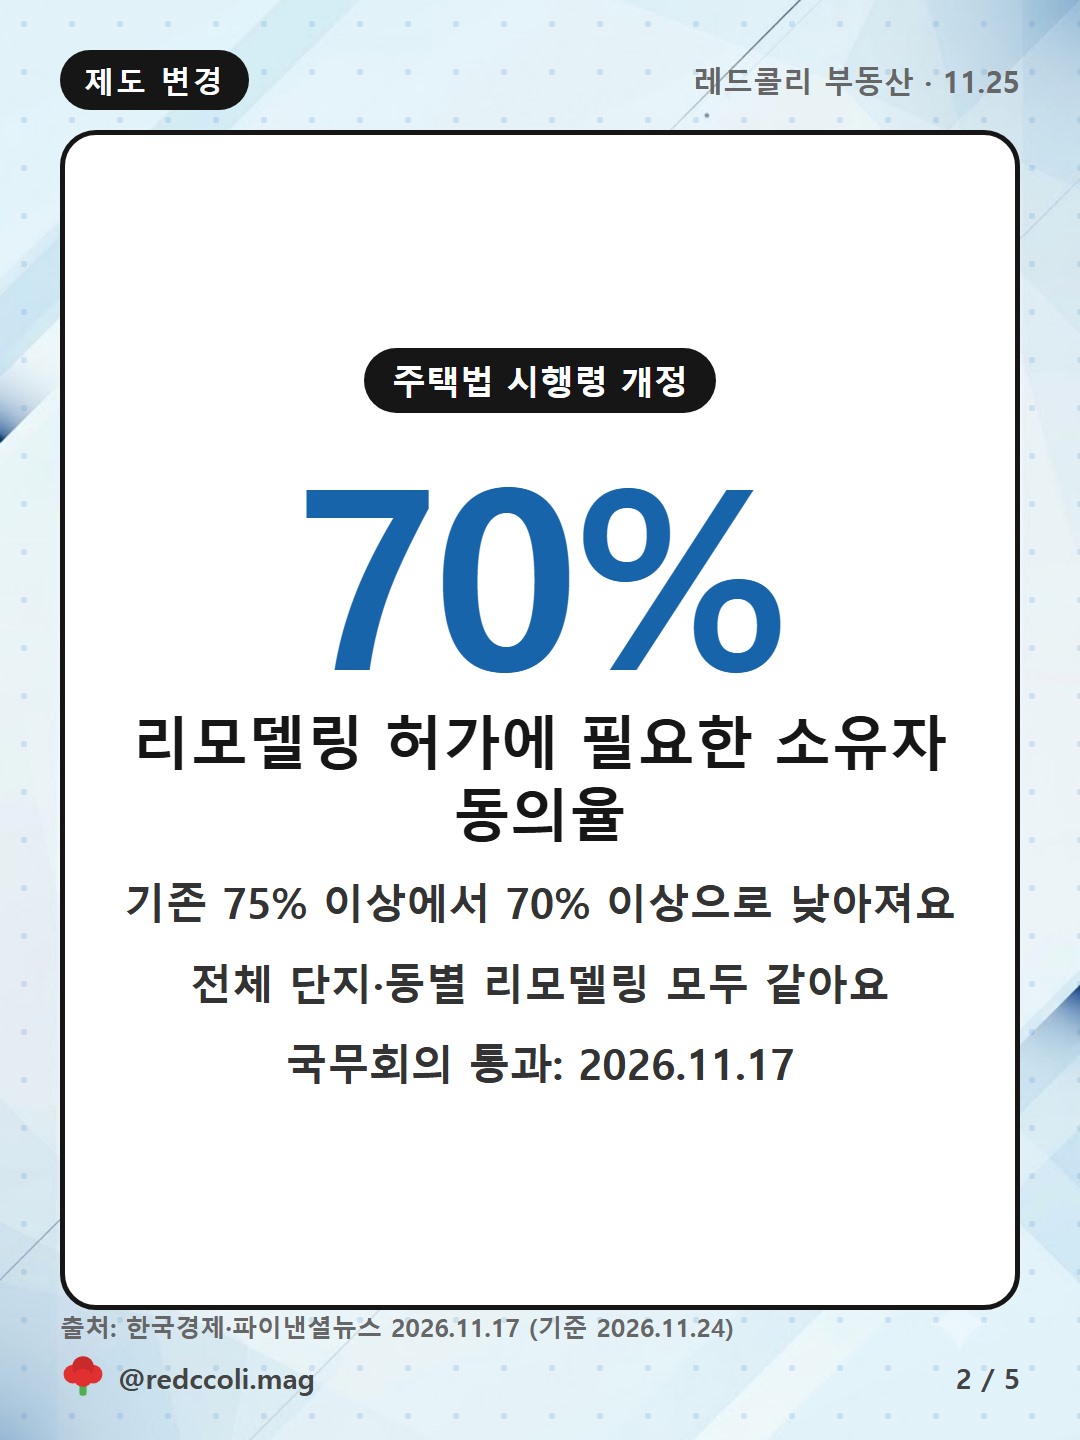 제도 변경
레드콜리 부동산 · 11.25
주택법 시행령 개정
70%
리모델링 허가에 필요한 소유자
동의율
기존 75% 이상에서 70% 이상으로 낮아져요
전체 단지·동별 리모델링 모두 같아요
국무회의 통과: 2026.11.17
출처: 한국경제·파이낸셜뉴스 2026.11.17 (기준 2026.11.24)
@redccoli.mag
2 / 5